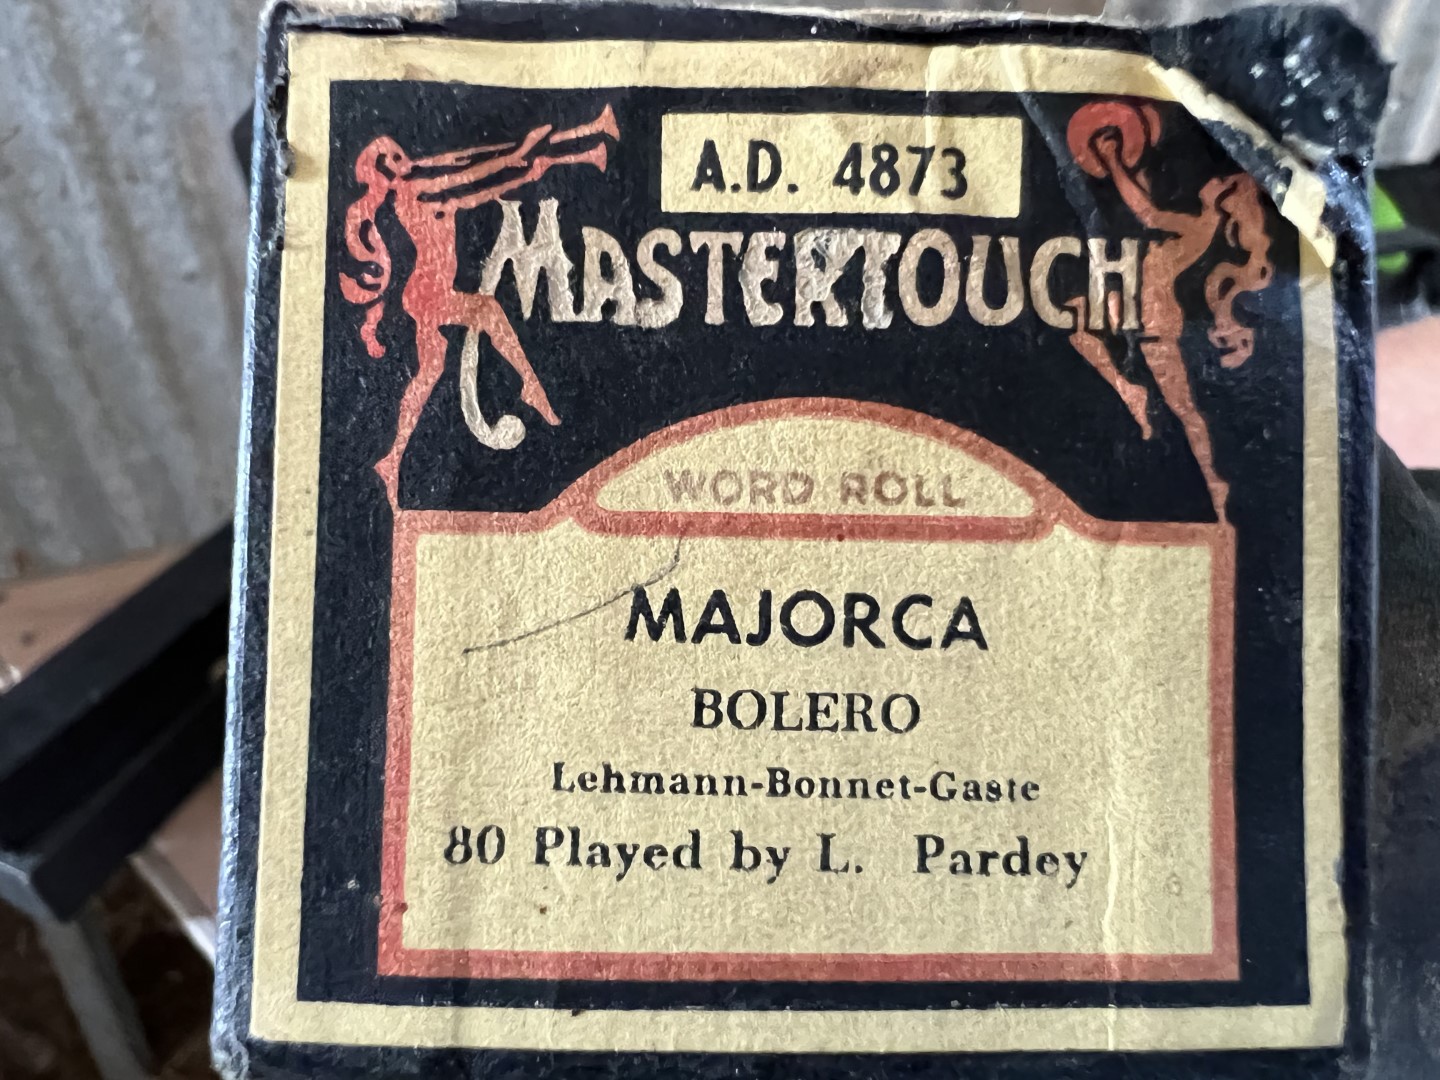 A.D. 4873
MASTERTOUCH
WORD ROLL
MAJORCA
BOLERO
Lehmann-Bonnet-Gaste
80 Played by L. Pardey